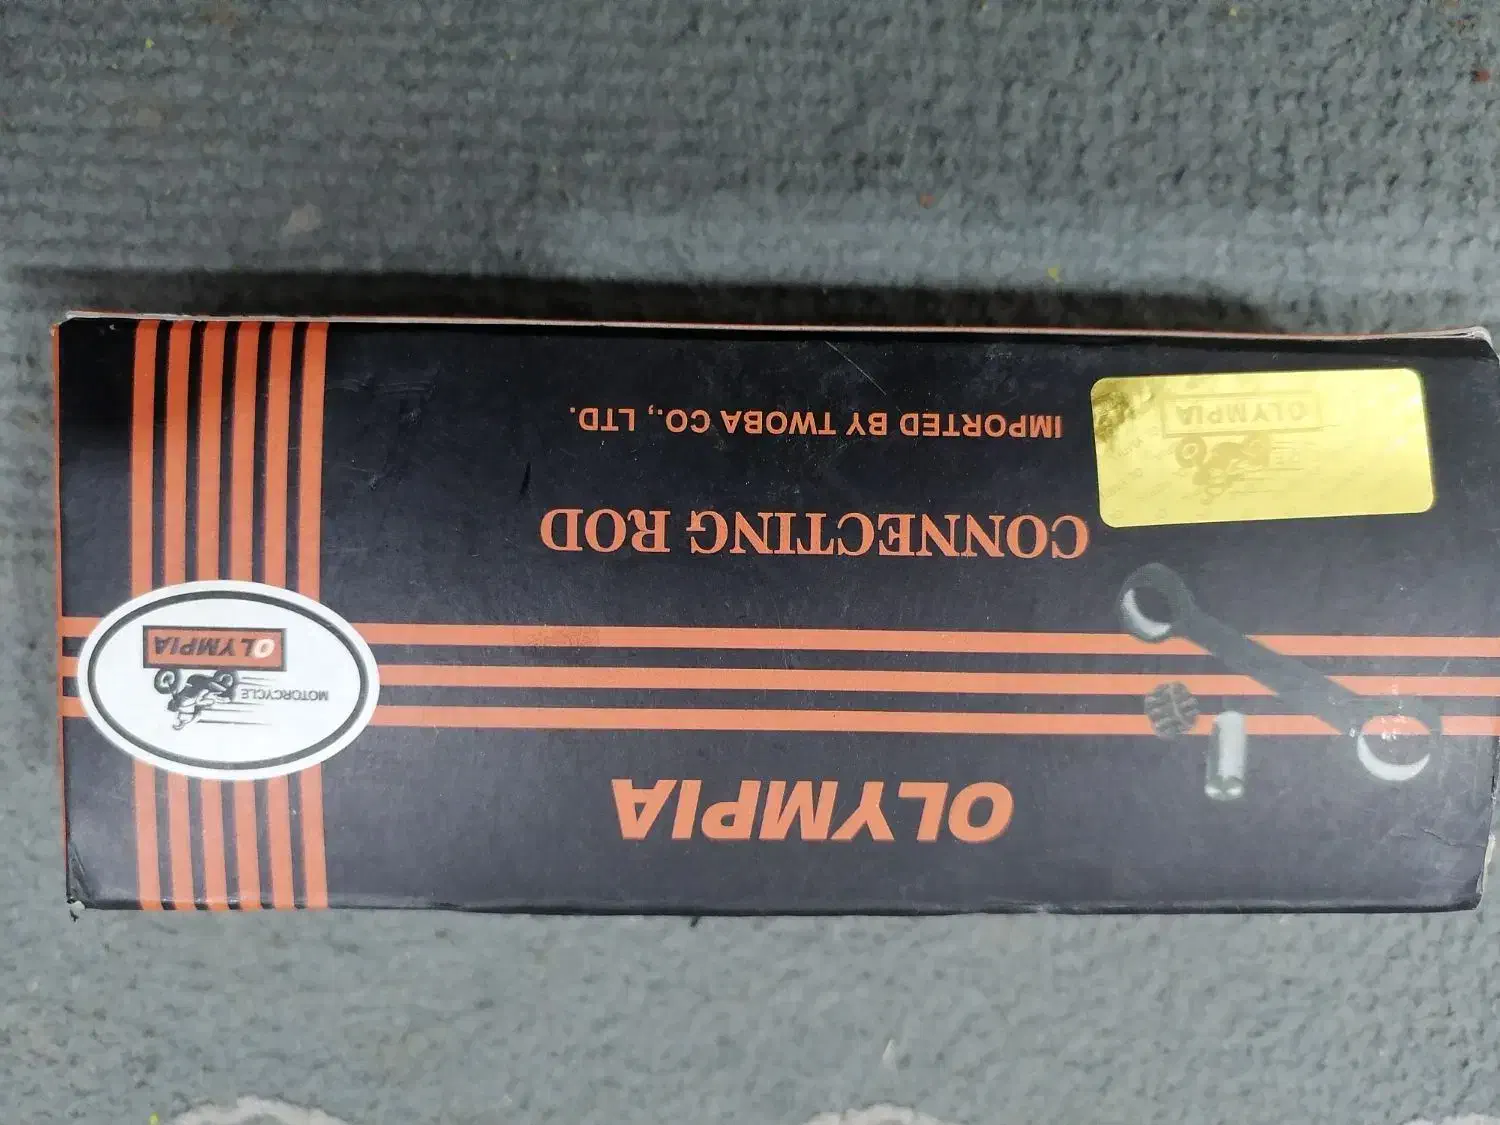 OLYMPIA
CONNECTING ROD
IMPORTED BY TWOBA CO., LTD.
MOTORCYCLE
OLYMPIA
OLYMPIA